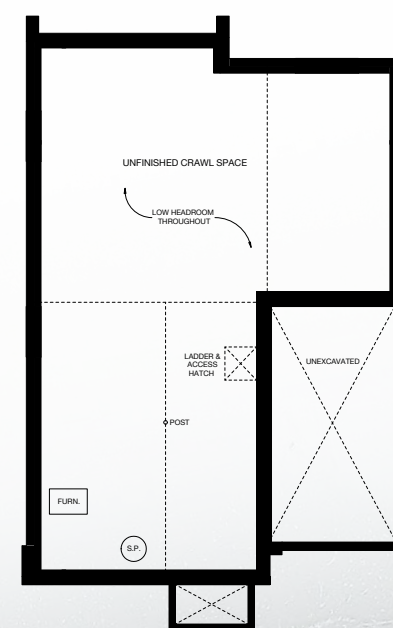 UNFINISHED CRAWL SPACE
LOW HEADROOM
THROUGHOUT
LADDER &
ACCESS
HATCH
UNEXCAVATED
POST
FURN.
S.P.